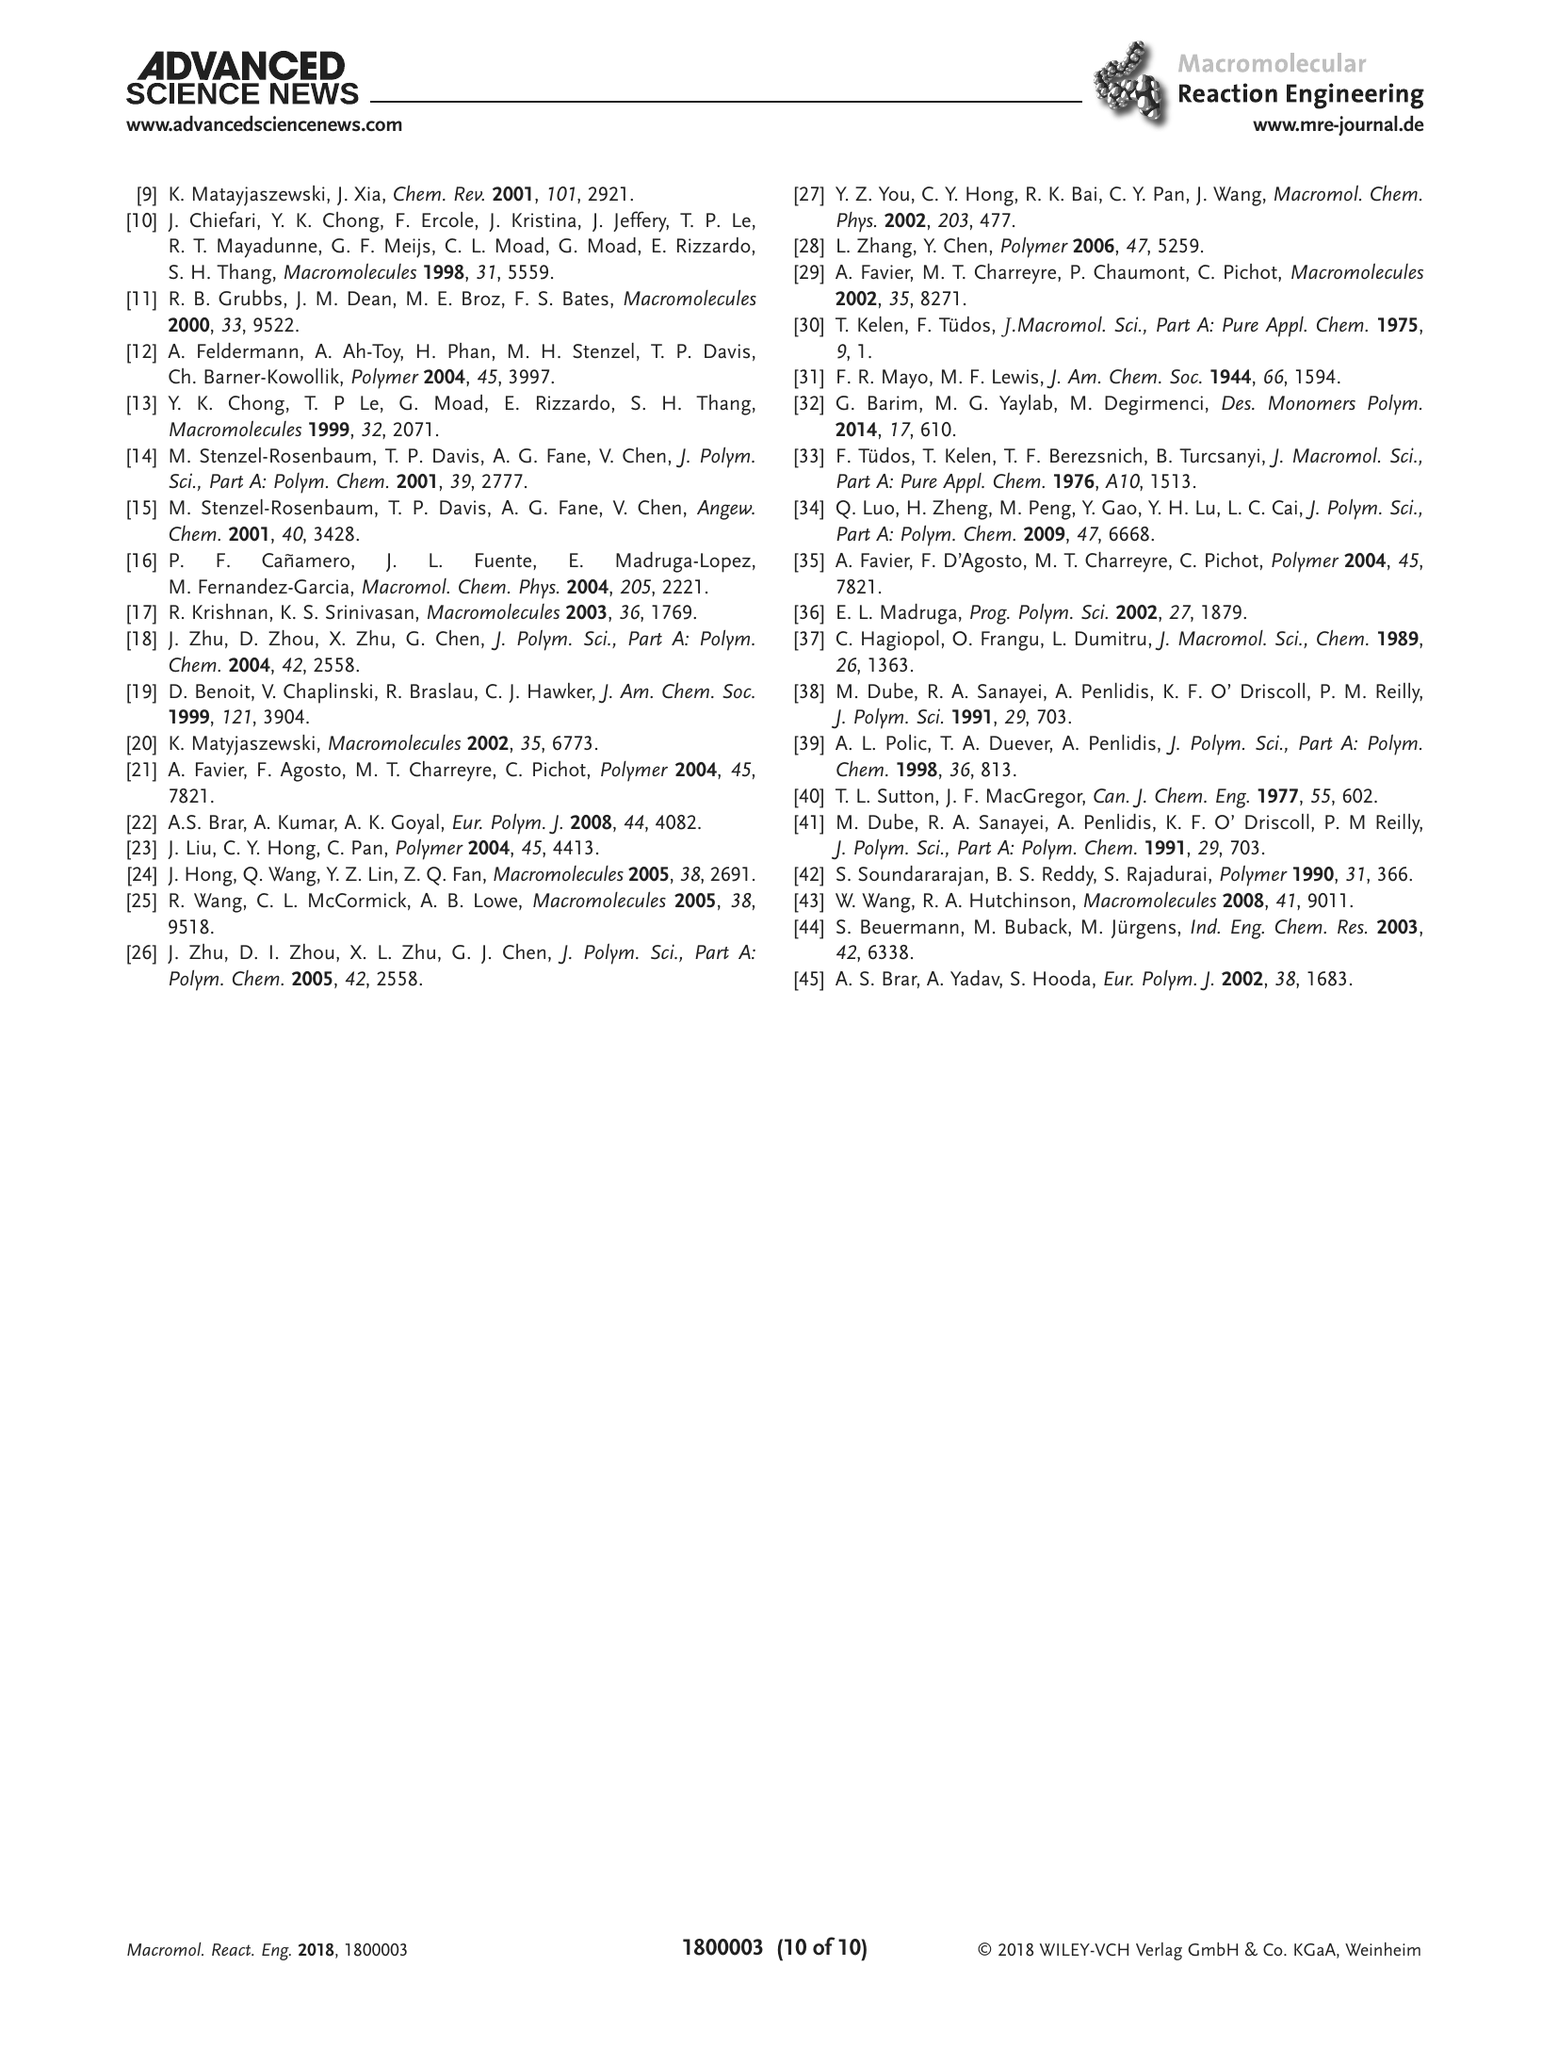 ADVANCED
SCIENCE NEWS
www.advancedsciencenews.com
Macromolecular
Reaction Engineering
www.mre-journal.de
[9] K. Matayjaszewski, J. Xia, Chem. Rev. 2001, 101, 2921.
[10] J. Chiefari, Y. K. Chong, F. Ercole, J. Kristina, J. Jeffery, T. P. Le,
R. T. Mayadunne, G. F. Meijs, C. L. Moad, G. Moad, E. Rizzardo,
S. H. Thang, Macromolecules 1998, 31, 5559.
[11] R. B. Grubbs, J. M. Dean, M. E. Broz, F. S. Bates, Macromolecules
2000, 33, 9522.
[12] A. Feldermann, A. Ah-Toy, H. Phan, M. H. Stenzel, T. P. Davis,
Ch. Barner-Kowollik, Polymer 2004, 45, 3997.
[13] Y. K. Chong, T. P Le, G. Moad, E. Rizzardo, S. H. Thang,
Macromolecules 1999, 32, 2071.
[14] M. Stenzel-Rosenbaum, T. P. Davis, A. G. Fane, V. Chen, J. Polym.
Sci., Part A: Polym. Chem. 2001, 39, 2777.
[15] M. Stenzel-Rosenbaum, T. P. Davis, A. G. Fane, V. Chen, Angew.
Chem. 2001, 40, 3428.
[16] P. F. Cañamero, J. L. Fuente, E. Madruga-Lopez,
M. Fernandez-Garcia, Macromol. Chem. Phys. 2004, 205, 2221.
[17] R. Krishnan, K. S. Srinivasan, Macromolecules 2003, 36, 1769.
[18] J. Zhu, D. Zhou, X. Zhu, G. Chen, J. Polym. Sci., Part A: Polym.
Chem. 2004, 42, 2558.
[19] D. Benoit, V. Chaplinski, R. Braslau, C. J. Hawker, J. Am. Chem. Soc.
1999, 121, 3904.
[20] K. Matyjaszewski, Macromolecules 2002, 35, 6773.
[21] A. Favier, F. Agosto, M. T. Charreyre, C. Pichot, Polymer 2004, 45,
7821.
[22] A.S. Brar, A. Kumar, A. K. Goyal, Eur. Polym. J. 2008, 44, 4082.
[23] J. Liu, C. Y. Hong, C. Pan, Polymer 2004, 45, 4413.
[24] J. Hong, Q. Wang, Y. Z. Lin, Z. Q. Fan, Macromolecules 2005, 38, 2691.
[25] R. Wang, C. L. McCormick, A. B. Lowe, Macromolecules 2005, 38,
9518.
[26] J. Zhu, D. I. Zhou, X. L. Zhu, G. J. Chen, J. Polym. Sci., Part A:
Polym. Chem. 2005, 42, 2558.
[27] Y. Z. You, C. Y. Hong, R. K. Bai, C. Y. Pan, J. Wang, Macromol. Chem.
Phys. 2002, 203, 477.
[28] L. Zhang, Y. Chen, Polymer 2006, 47, 5259.
[29] A. Favier, M. T. Charreyre, P. Chaumont, C. Pichot, Macromolecules
2002, 35, 8271.
[30] T. Kelen, F. Tüdos, J.Macromol. Sci., Part A: Pure Appl. Chem. 1975,
9, 1.
[31] F. R. Mayo, M. F. Lewis, J. Am. Chem. Soc. 1944, 66, 1594.
[32] G. Barim, M. G. Yaylab, M. Degirmenci, Des. Monomers Polym.
2014, 17, 610.
[33] F. Tüdos, T. Kelen, T. F. Berezsnich, B. Turcsanyi, J. Macromol. Sci.,
Part A: Pure Appl. Chem. 1976, A10, 1513.
[34] Q. Luo, H. Zheng, M. Peng, Y. Gao, Y. H. Lu, L. C. Cai, J. Polym. Sci.,
Part A: Polym. Chem. 2009, 47, 6668.
[35] A. Favier, F. D’Agosto, M. T. Charreyre, C. Pichot, Polymer 2004, 45,
7821.
[36] E. L. Madruga, Prog. Polym. Sci. 2002, 27, 1879.
[37] C. Hagiopol, O. Frangu, L. Dumitru, J. Macromol. Sci., Chem. 1989,
26, 1363.
[38] M. Dube, R. A. Sanayei, A. Penlidis, K. F. O’ Driscoll, P. M. Reilly,
J. Polym. Sci. 1991, 29, 703.
[39] A. L. Polic, T. A. Duever, A. Penlidis, J. Polym. Sci., Part A: Polym.
Chem. 1998, 36, 813.
[40] T. L. Sutton, J. F. MacGregor, Can. J. Chem. Eng. 1977, 55, 602.
[41] M. Dube, R. A. Sanayei, A. Penlidis, K. F. O’ Driscoll, P. M Reilly,
J. Polym. Sci., Part A: Polym. Chem. 1991, 29, 703.
[42] S. Soundararajan, B. S. Reddy, S. Rajadurai, Polymer 1990, 31, 366.
[43] W. Wang, R. A. Hutchinson, Macromolecules 2008, 41, 9011.
[44] S. Beuermann, M. Buback, M. Jürgens, Ind. Eng. Chem. Res. 2003,
42, 6338.
[45] A. S. Brar, A. Yadav, S. Hooda, Eur. Polym. J. 2002, 38, 1683.
Macromol. React. Eng. 2018, 1800003
1800003 (10 of 10)
© 2018 WILEY-VCH Verlag GmbH & Co. KGaA, Weinheim